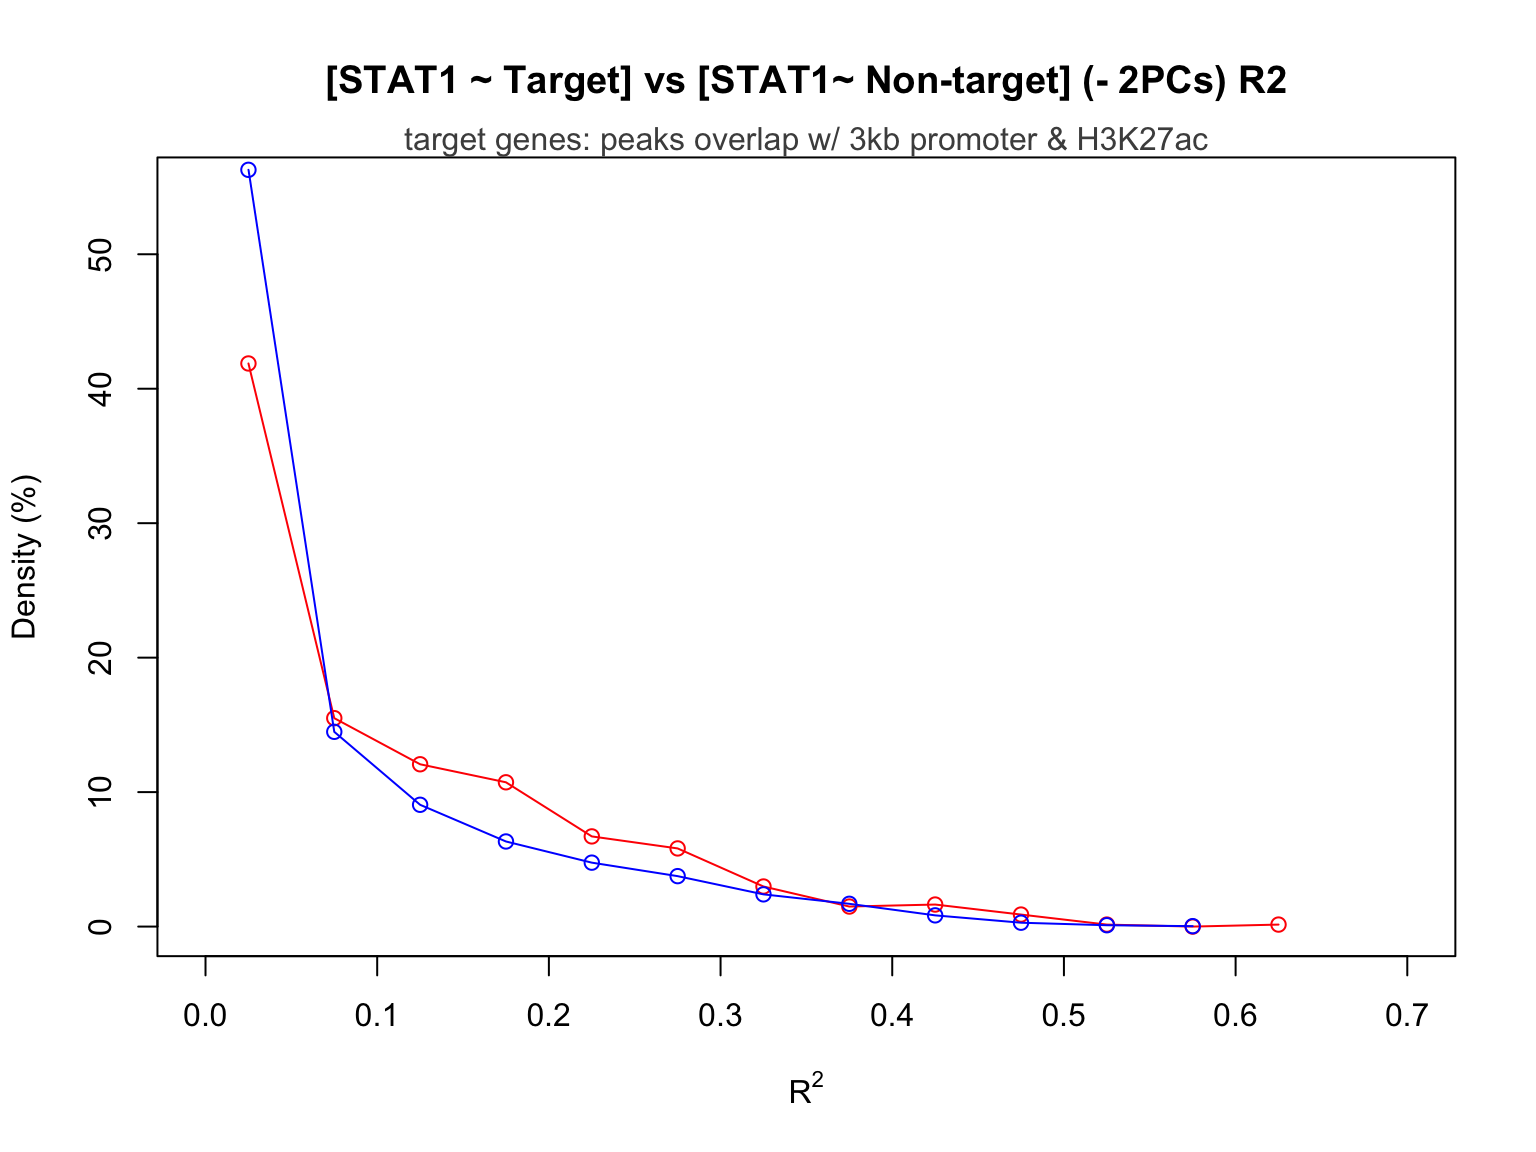 [STAT1 ~ Target] vs [STAT1~ Non-target] (- 2PCs) R2
target genes: peaks overlap w/ 3kb promoter & H3K27ac
Density (%)
50
40
30
20
10
0
0.0 0.1 0.2 0.3 0.4 0.5 0.6 0.7
R²